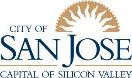 CITY OF
SAN JOSE
CAPITAL OF SILICON VALLEY